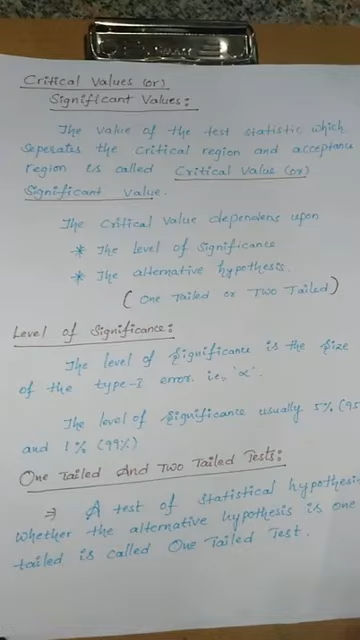 Critical Values (or)
Significant Values:
The value of the test statistic which
seperates the critical region and acceptance
region is called Critical Value (or)
Significant Value.
The Critical Value dependens upon
* The level of Significance
* The alternative hypothesis.
(One Tailed or Two Tailed)
Level of Significance:
The level of Significance is the size
of the type-I error. i.e., 'α'.
The level of Significance usually 5% (95
and 1% (99%)
One Tailed And Two Tailed Tests:
⇒ A test of statistical hypothesis
whether the alternative hypothesis is one
tailed is called One Tailed Test.